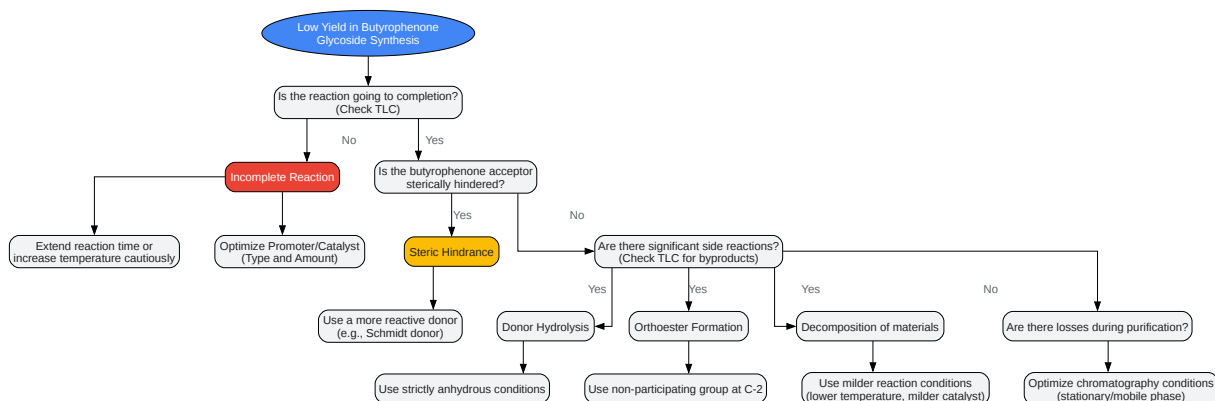 Low Yield in Butyrophenone
Glycoside Synthesis
Is the reaction going to completion?
(Check TLC)
No
Yes
Incomplete Reaction
Is the butyrophenone acceptor
sterically hindered?
Yes
No
Extend reaction time or
increase temperature cautiously
Optimize Promoter/Catalyst
(Type and Amount)
Steric Hindrance
Are there significant side reactions?
(Check TLC for byproducts)
Yes
Yes
Yes
No
Use a more reactive donor
(e.g., Schmidt donor)
Donor Hydrolysis
Orthoester Formation
Decomposition of materials
Are there losses during purification?
Use strictly anhydrous conditions
Use non-participating group at C-2
Use milder reaction conditions
(lower temperature, milder catalyst)
Optimize chromatography conditions
(stationary/mobile phase)